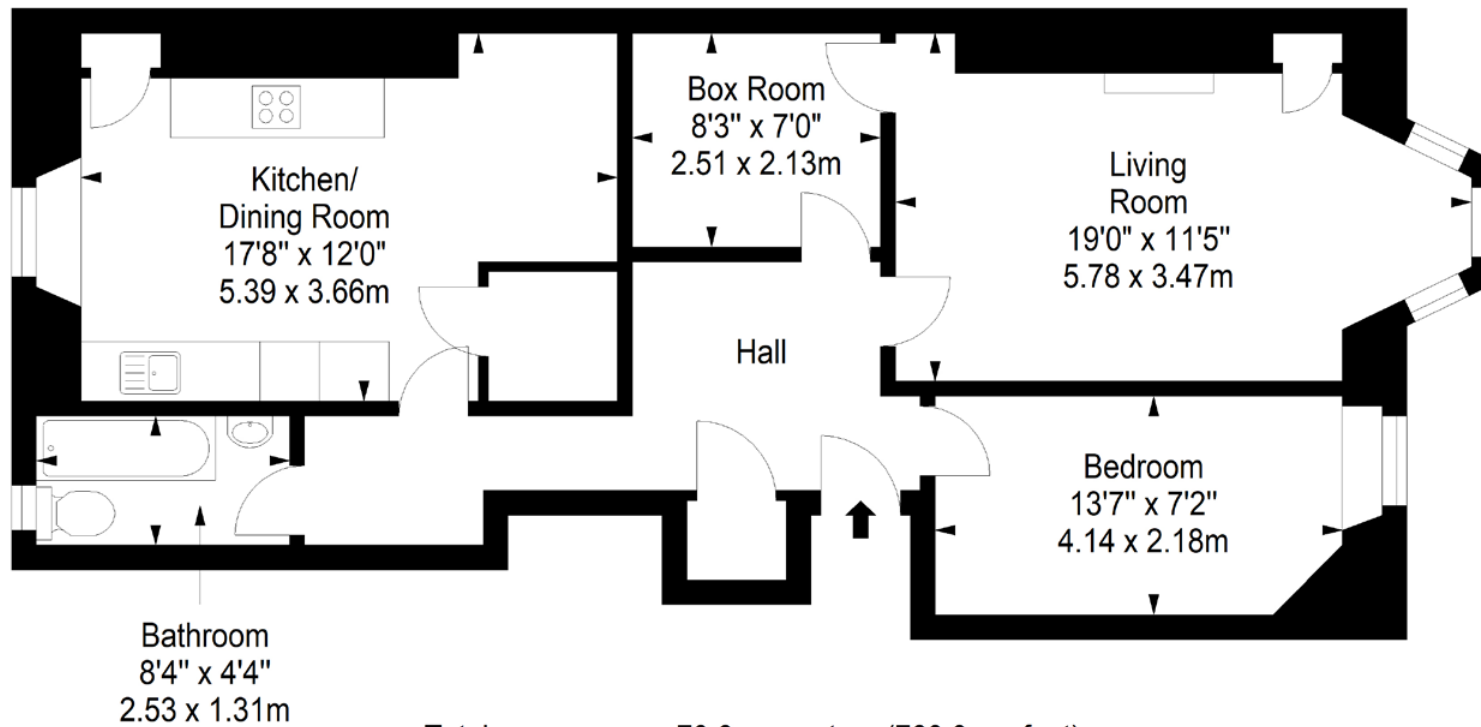 Box Room
8'3" x 7'0"
2.51 x 2.13m
Kitchen/
Dining Room
17'8" x 12'0"
5.39 x 3.66m
Living
Room
19'0" x 11'5"
5.78 x 3.47m
Hall
Bedroom
13'7" x 7'2"
4.14 x 2.18m
Bathroom
8'4" x 4'4"
2.53 x 1.31m